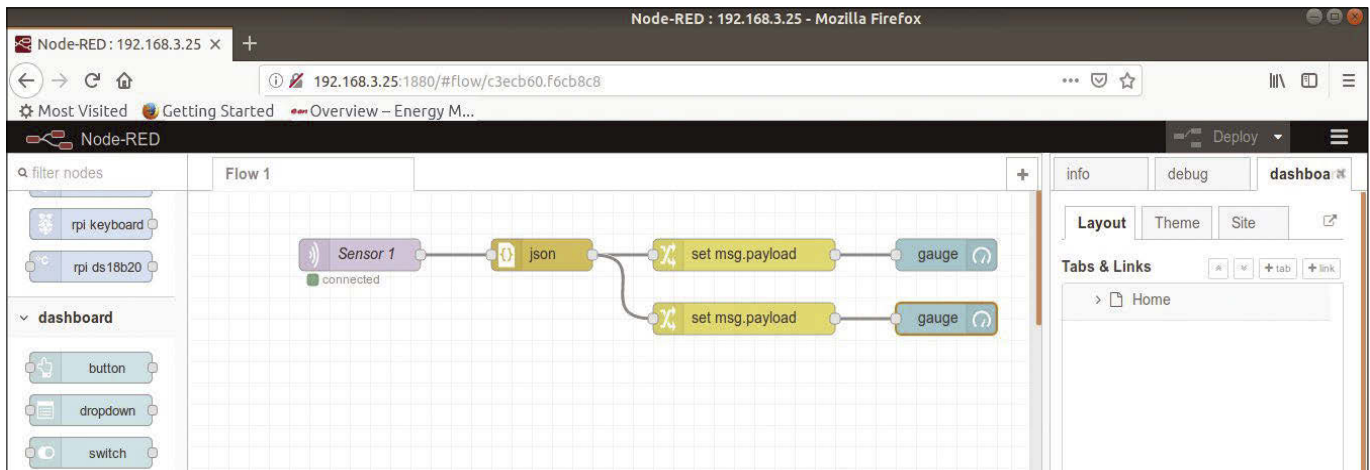 Node-RED : 192.168.3.25 - Mozilla Firefox
Node-RED : 192.168.3.25 × +
192.168.3.25:1880/#flow/c3ecb60.f6cb8c8
Most Visited Getting Started Overview – Energy M...
Node-RED Deploy
filter nodes
Flow 1
info debug dashboa
rpi keyboard
rpi ds18b20
dashboard
button
dropdown
switch
Sensor 1
connected
json
set msg.payload
gauge
set msg.payload
gauge
Layout Theme Site
Tabs & Links
+ tab + link
Home